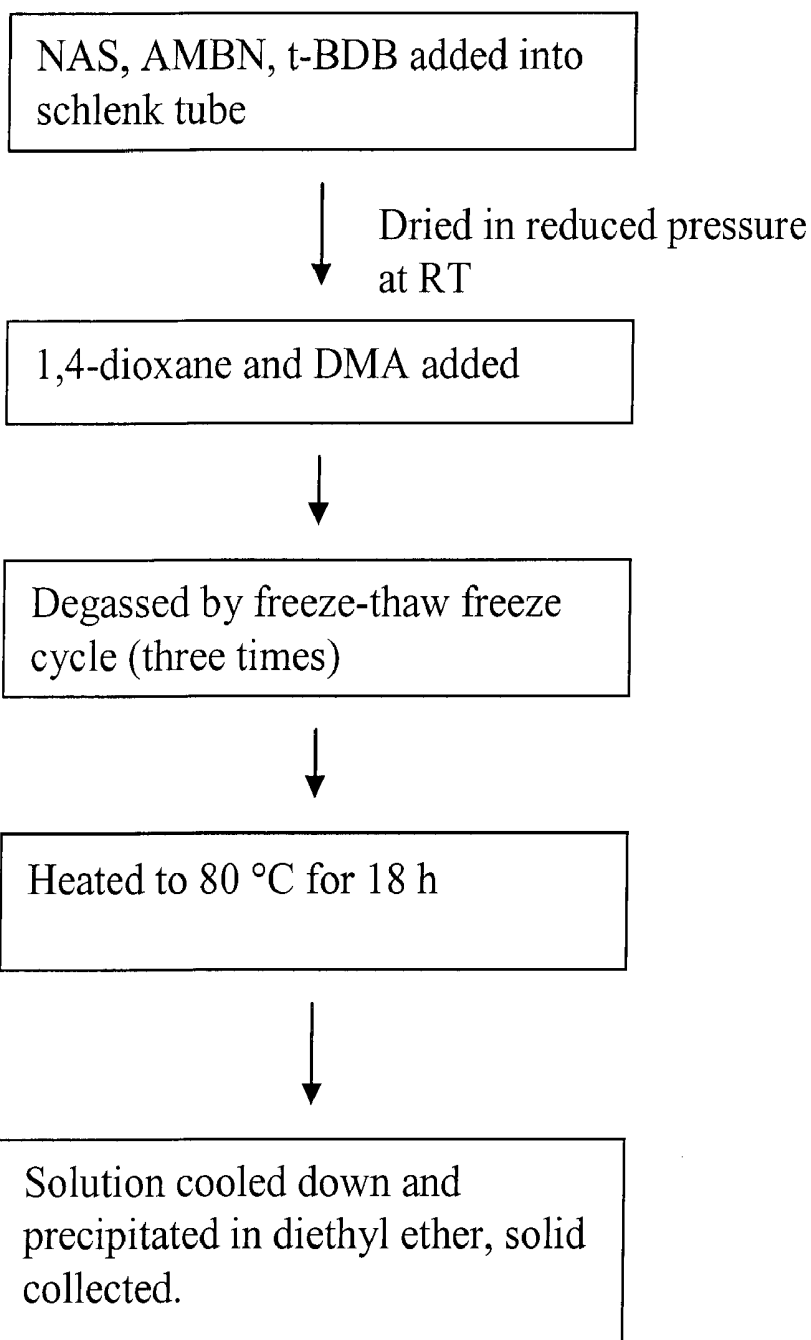 NAS, AMBN, t-BDB added into
schlenk tube
Dried in reduced pressure
at RT
1,4-dioxane and DMA added
Degassed by freeze-thaw freeze
cycle (three times)
Heated to 80 °C for 18 h
Solution cooled down and
precipitated in diethyl ether, solid
collected.